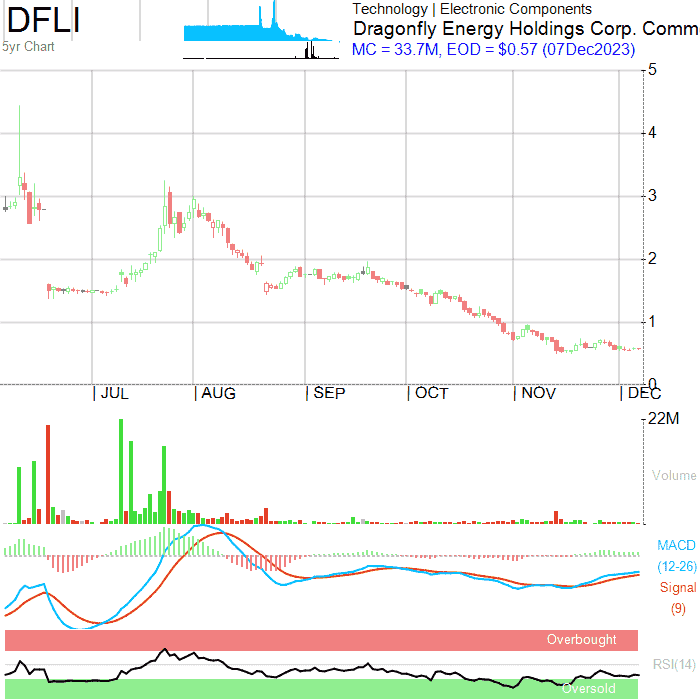 DFLI
5yr Chart
Technology | Electronic Components
Dragonfly Energy Holdings Corp. Comm
MC = 33.7M, EOD = $0.57 (07Dec2023)
5
4
3
2
1
0
| JUL | AUG | SEP | OCT | NOV | DEC
22M
Volume
MACD
(12-26)
Signal
(9)
Overbought
RSI(14)
Oversold